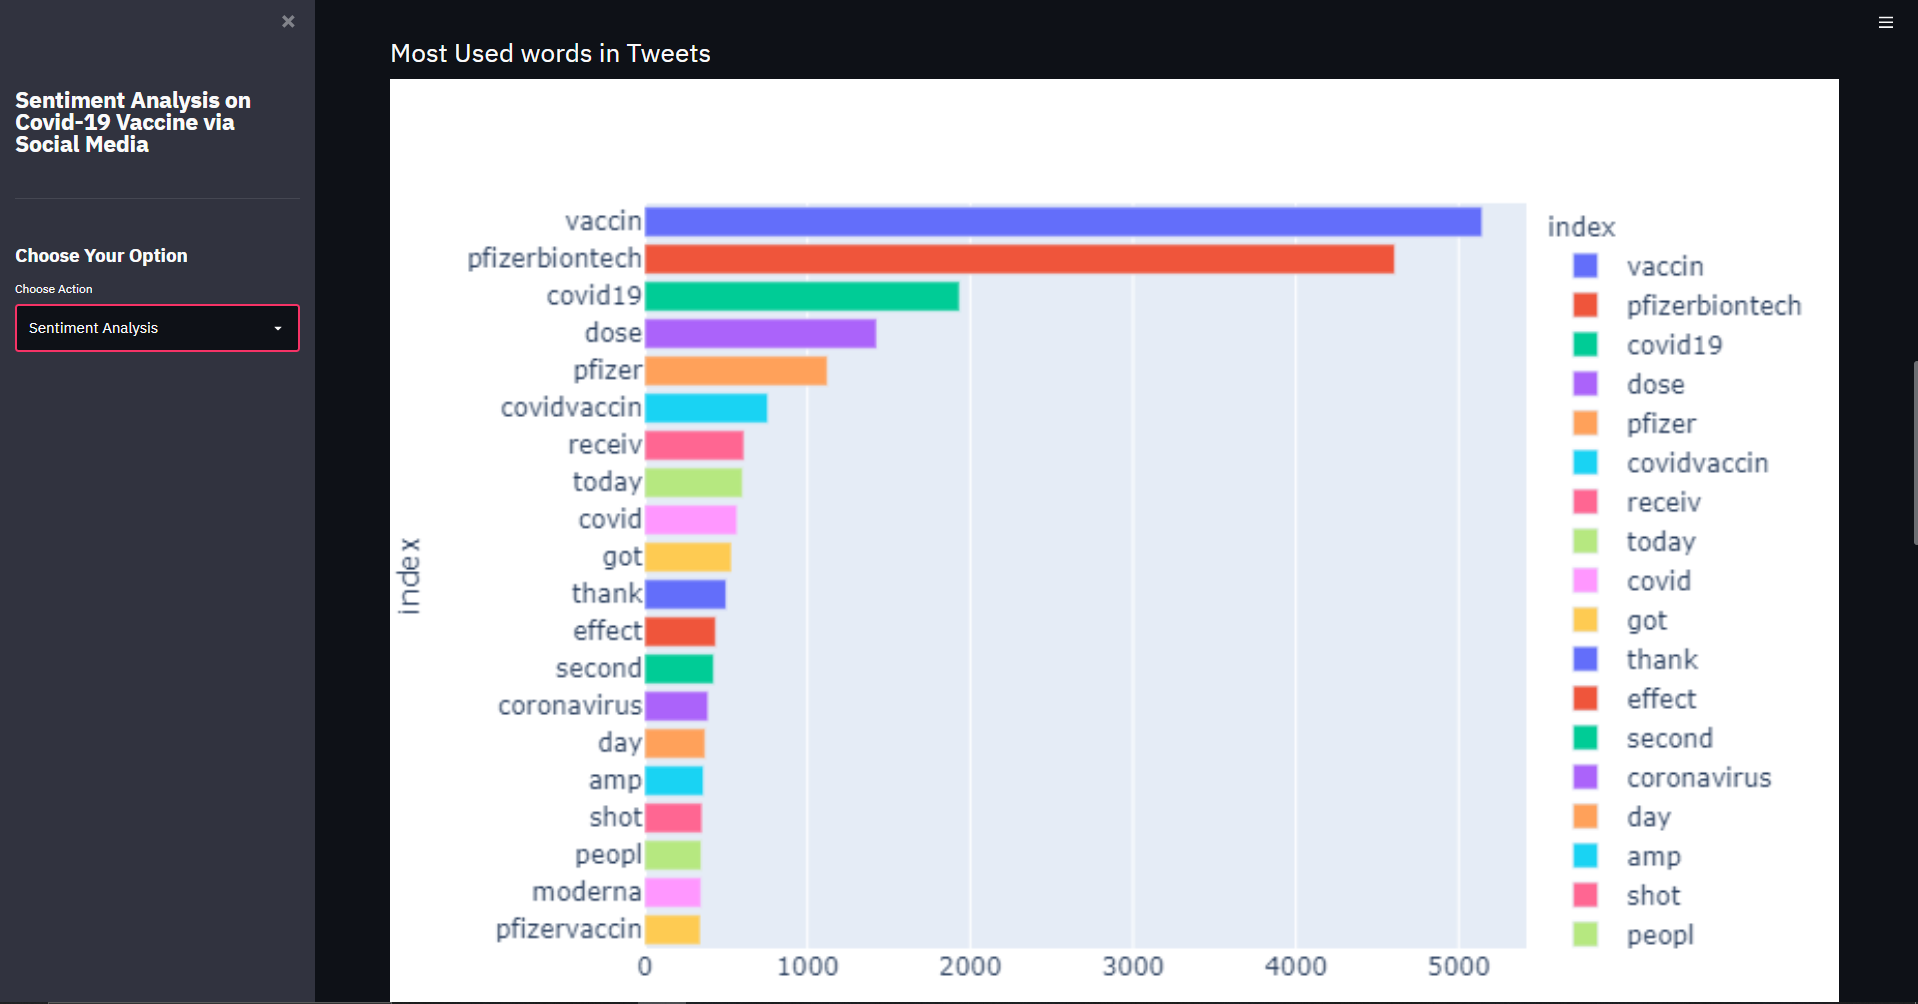 ×
Sentiment Analysis on
Covid-19 Vaccine via
Social Media
Choose Your Option
Choose Action
Sentiment Analysis
Most Used words in Tweets
index
vaccin
pfizerbiontech
covid19
dose
pfizer
covidvaccin
receiv
today
covid
got
thank
effect
second
coronavirus
day
amp
shot
peopl
moderna
pfizervaccin
0 1000 2000 3000 4000 5000
index
vaccin
pfizerbiontech
covid19
dose
pfizer
covidvaccin
receiv
today
covid
got
thank
effect
second
coronavirus
day
amp
shot
peopl